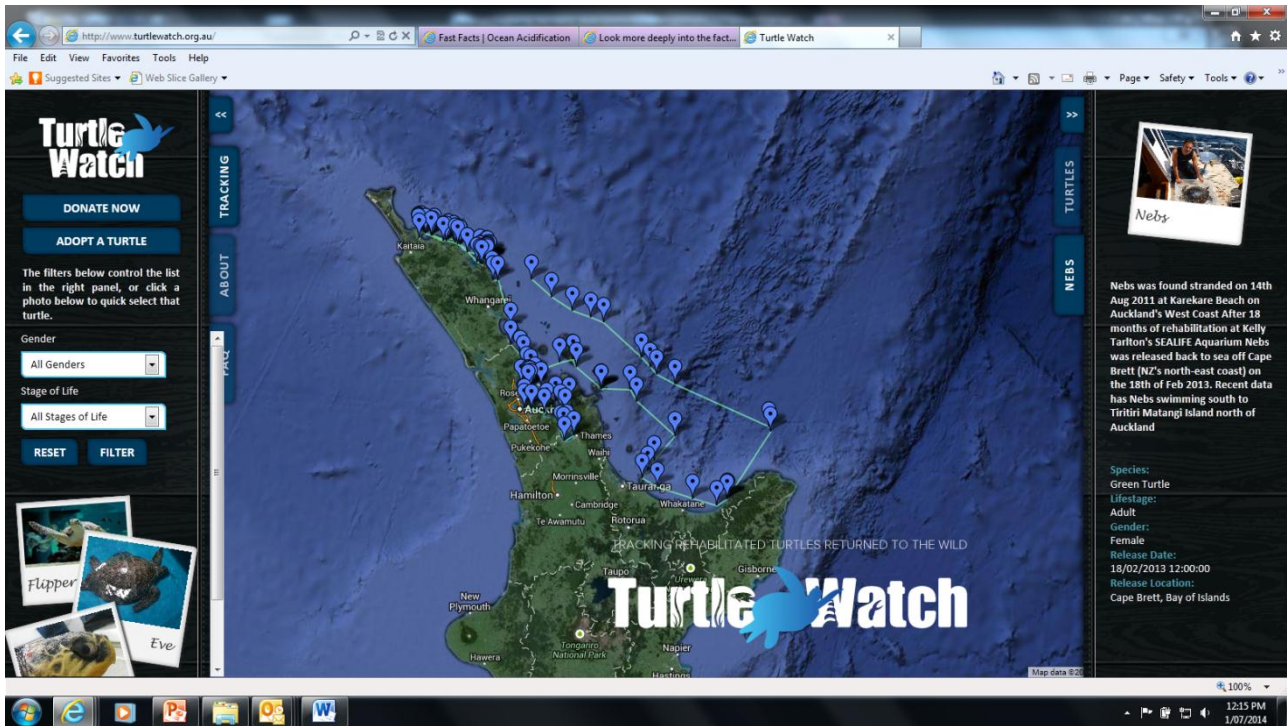 http://www.turtlewatch.org.au/
Fast Facts | Ocean Acidification
Look more deeply into the fact...
Turtle Watch
File Edit View Favorites Tools Help
Suggested Sites
Web Slice Gallery
Page Safety Tools
Turtle
Watch
DONATE NOW
ADOPT A TURTLE
The filters below control the list
in the right panel, or click a
photo below to quick select that
turtle.
Gender
All Genders
Stage of Life
All Stages of Life
RESET FILTER
Flipper
Eve
<<
TRACKING
ABOUT
FAQ
Kaitaia
Whangarei
Papatoetoe
Pukekohe
Thames
Waihi
Morrinsville
Hamilton
Cambridge
Tauranga
Te Awamutu
Rotorua
Whakatane
Taupo
Urewera
Gisborne
New
Plymouth
Tongariro
National Park
Napier
Hawera
Hastings
TRACKING REHABILITATED TURTLES RETURNED TO THE WILD
Turtle Watch
Map data ©20
>>
TURTLES
NEBS
Nebs
Nebs was found stranded on 14th
Aug 2011 at Karekare Beach on
Auckland's West Coast After 18
months of rehabilitation at Kelly
Tarlton's SEALIFE Aquarium Nebs
was released back to sea off Cape
Brett (NZ's north-east coast) on
the 18th of Feb 2013. Recent data
has Nebs swimming south to
Tiritiri Matangi Island north of
Auckland
Species:
Green Turtle
Lifestage:
Adult
Gender:
Female
Release Date:
18/02/2013 12:00:00
Release Location:
Cape Brett, Bay of Islands
100%
12:15 PM
1/07/2014